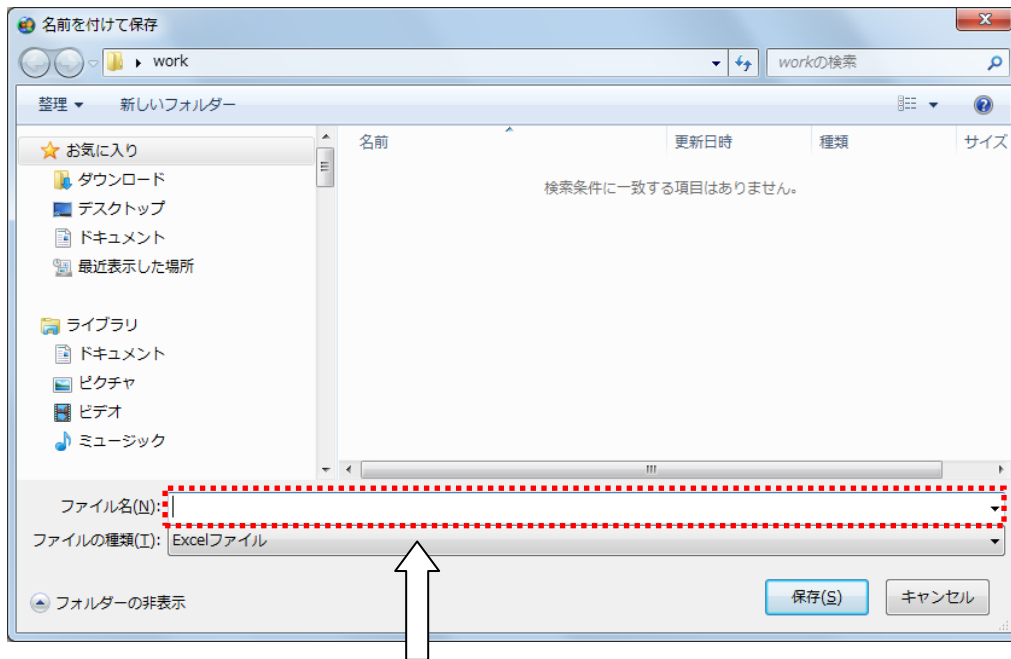 名前を付けて保存
work
workの検索
整理
新しいフォルダー
お気に入り
ダウンロード
デスクトップ
ドキュメント
最近表示した場所
ライブラリ
ドキュメント
ピクチャ
ビデオ
ミュージック
名前 更新日時 種類 サイズ
検索条件に一致する項目はありません。
ファイル名(N):
ファイルの種類(T): Excelファイル
フォルダーの非表示
保存(S) キャンセル